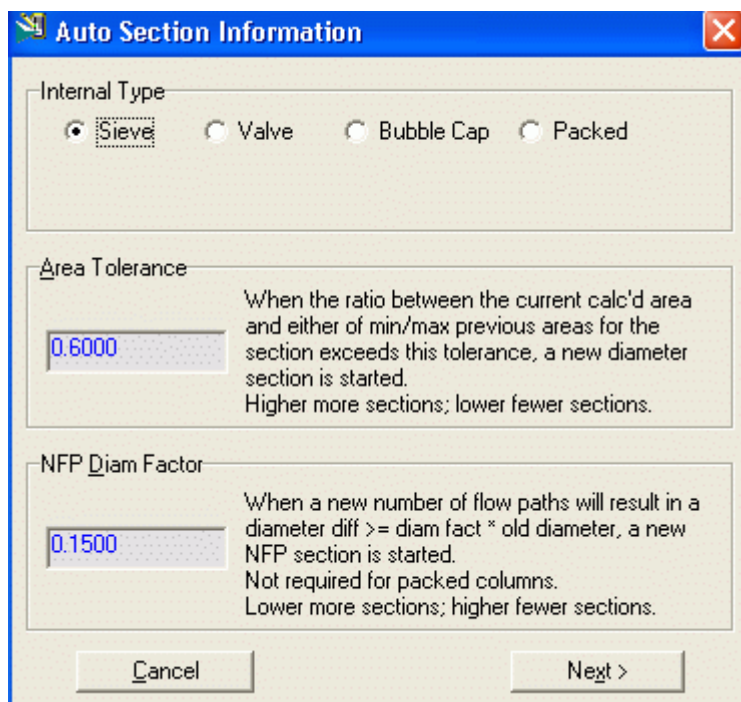 Auto Section Information
Internal Type
Sieve Valve Bubble Cap Packed
Area Tolerance
0.6000
When the ratio between the current calc'd area
and either of min/max previous areas for the
section exceeds this tolerance, a new diameter
section is started.
Higher more sections; lower fewer sections.
NFP Diam Factor
0.1500
When a new number of flow paths will result in a
diameter diff >= diam fact * old diameter, a new
NFP section is started.
Not required for packed columns.
Lower more sections; higher fewer sections.
Cancel Next >